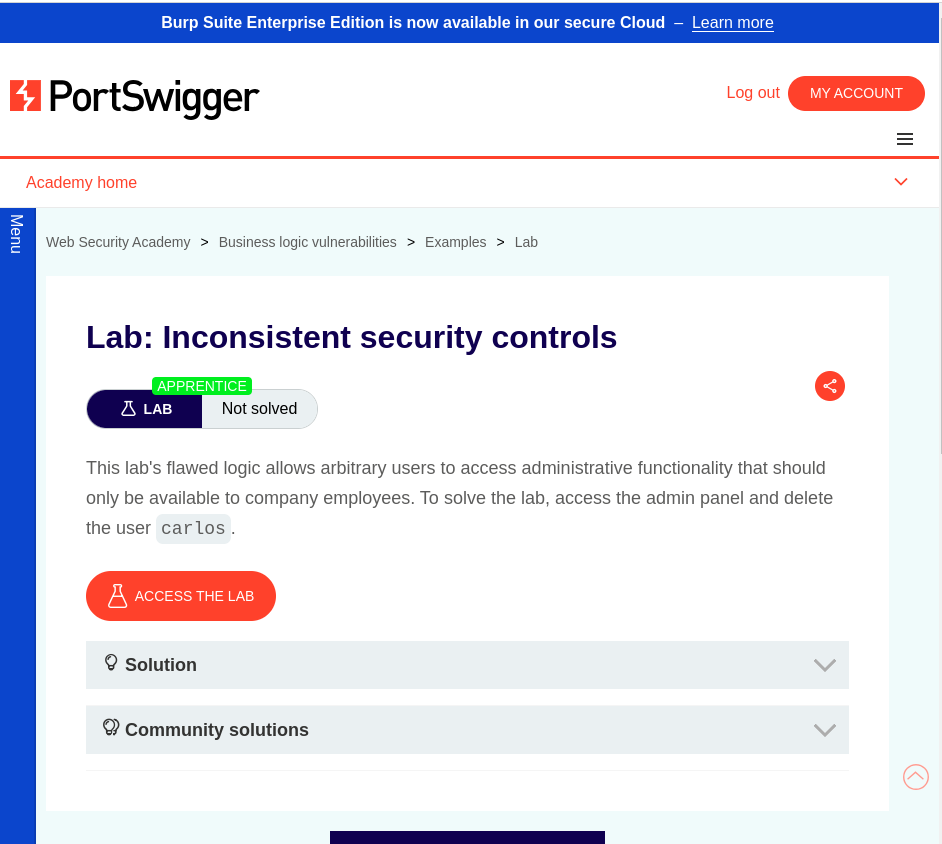 Burp Suite Enterprise Edition is now available in our secure Cloud – Learn more
PortSwigger
Log out
MY ACCOUNT
Academy home
Menu
Web Security Academy > Business logic vulnerabilities > Examples > Lab
Lab: Inconsistent security controls
APPRENTICE
LAB Not solved
This lab's flawed logic allows arbitrary users to access administrative functionality that should
only be available to company employees. To solve the lab, access the admin panel and delete
the user carlos.
ACCESS THE LAB
Solution
Community solutions